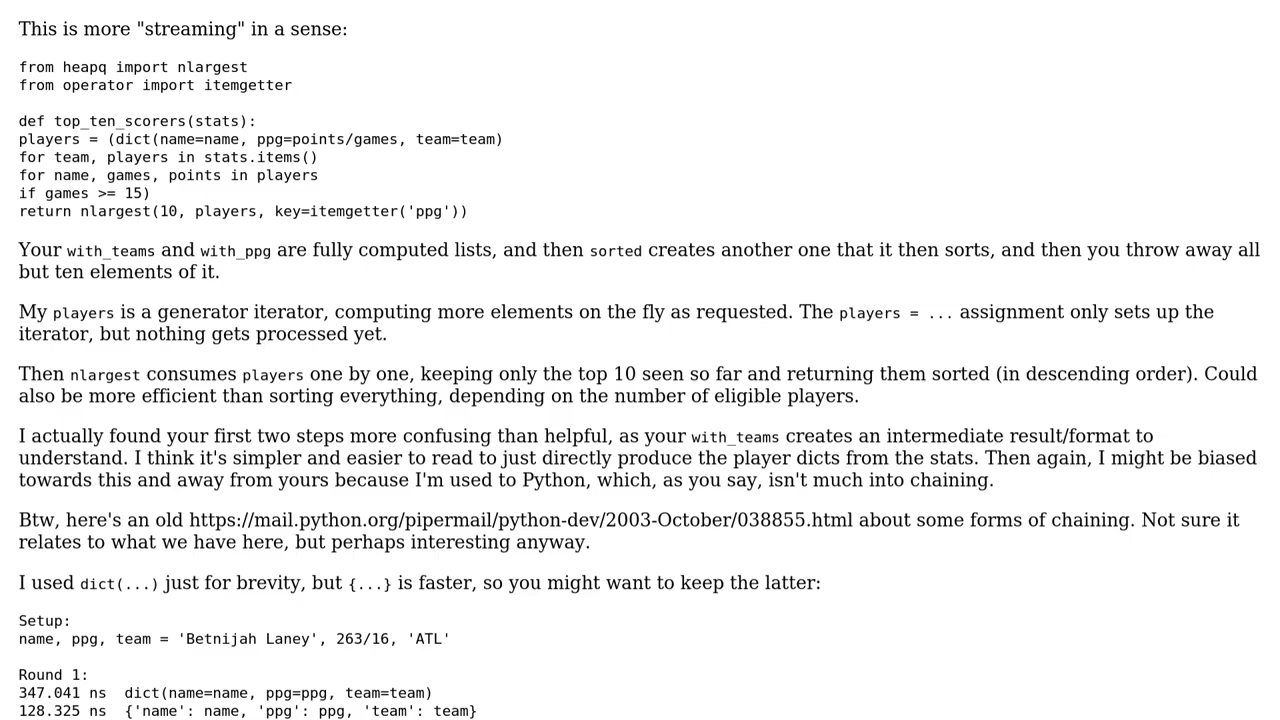 This is more "streaming" in a sense:
from heapq import nlargest
from operator import itemgetter
def top_ten_scorers(stats):
players = (dict(name=name, ppg=points/games, team=team)
for team, players in stats.items()
for name, games, points in players
if games >= 15)
return nlargest(10, players, key=itemgetter('ppg'))
Your with_teams and with_ppg are fully computed lists, and then sorted creates another one that it then sorts, and then you throw away all
but ten elements of it.
My players is a generator iterator, computing more elements on the fly as requested. The players = ... assignment only sets up the
iterator, but nothing gets processed yet.
Then nlargest consumes players one by one, keeping only the top 10 seen so far and returning them sorted (in descending order). Could
also be more efficient than sorting everything, depending on the number of eligible players.
I actually found your first two steps more confusing than helpful, as your with_teams creates an intermediate result/format to
understand. I think it's simpler and easier to read to just directly produce the player dicts from the stats. Then again, I might be biased
towards this and away from yours because I'm used to Python, which, as you say, isn't much into chaining.
Btw, here's an old https://mail.python.org/pipermail/python-dev/2003-October/038855.html about some forms of chaining. Not sure it
relates to what we have here, but perhaps interesting anyway.
I used dict(...) just for brevity, but {...} is faster, so you might want to keep the latter:
Setup:
name, ppg, team = 'Betnijah Laney', 263/16, 'ATL'
Round 1:
347.041 ns  dict(name=name, ppg=ppg, team=team)
128.325 ns  {'name': name, 'ppg': ppg, 'team': team}